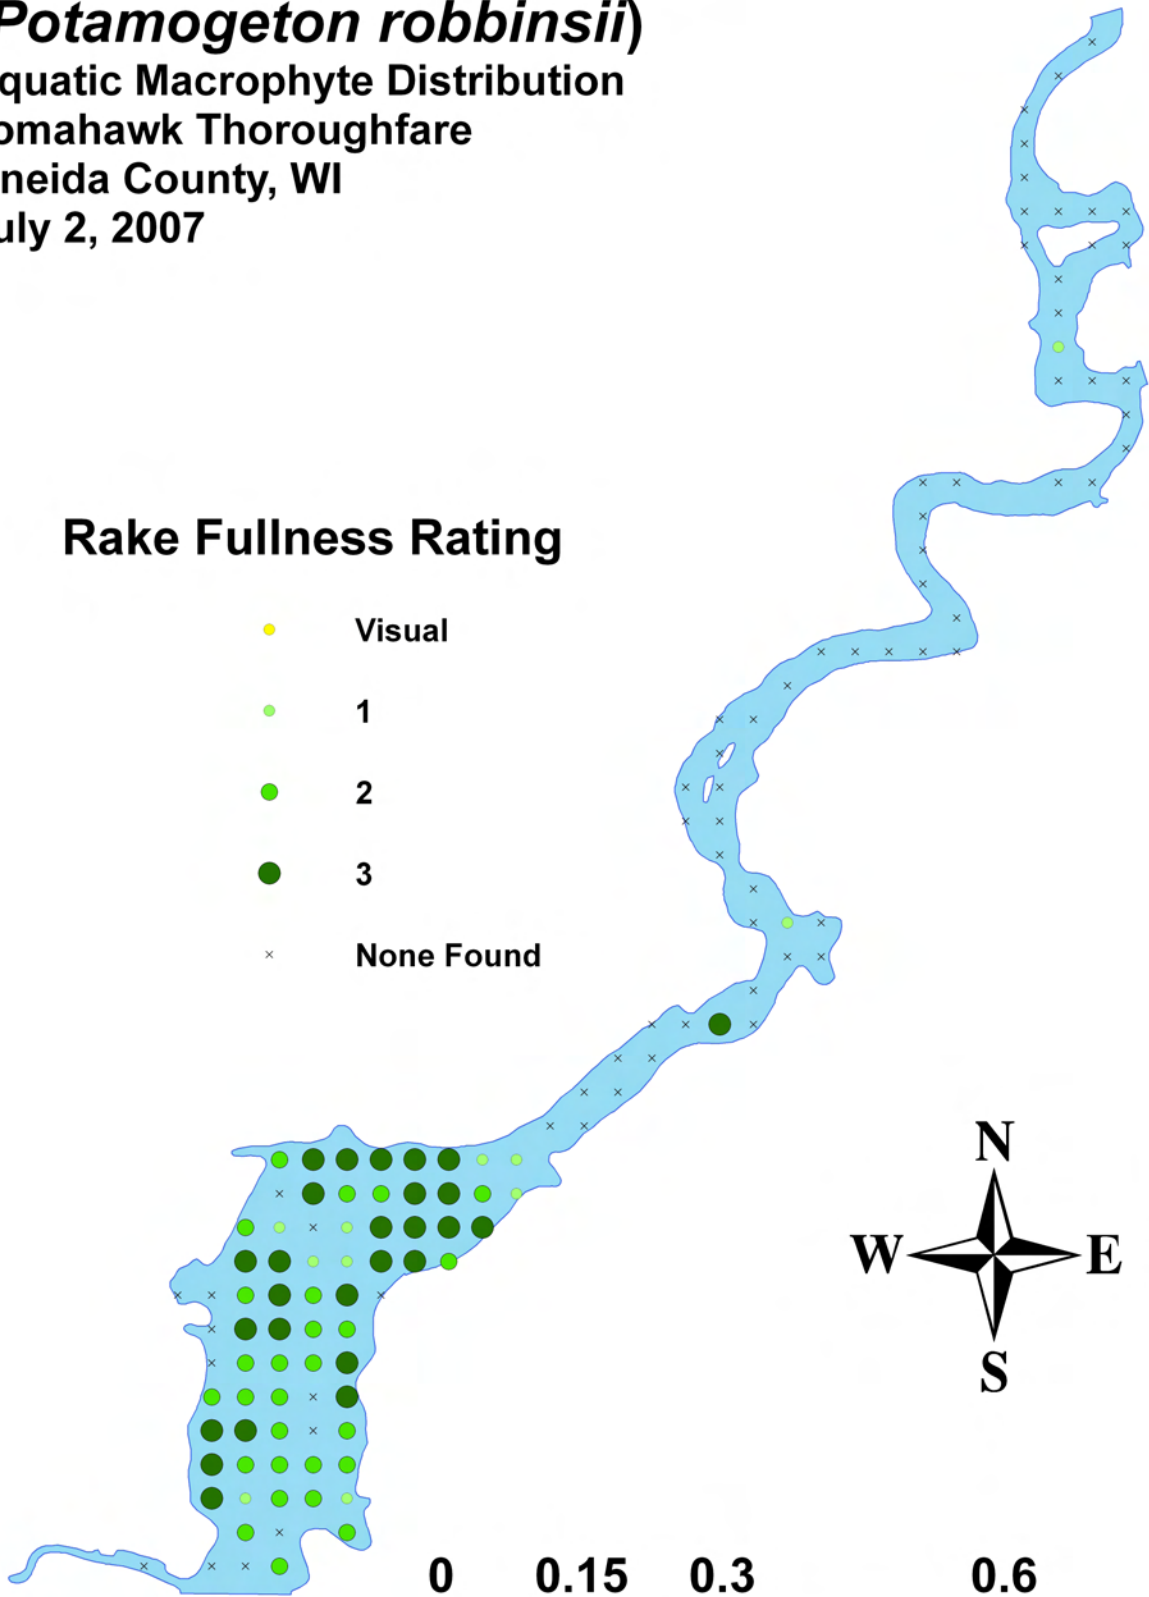 Potamogeton robbinsii)
quatic Macrophyte Distribution
omahawk Thoroughfare
neida County, WI
uly 2, 2007
Rake Fullness Rating
Visual
1
2
3
None Found
N
W E
S
0 0.15 0.3 0.6